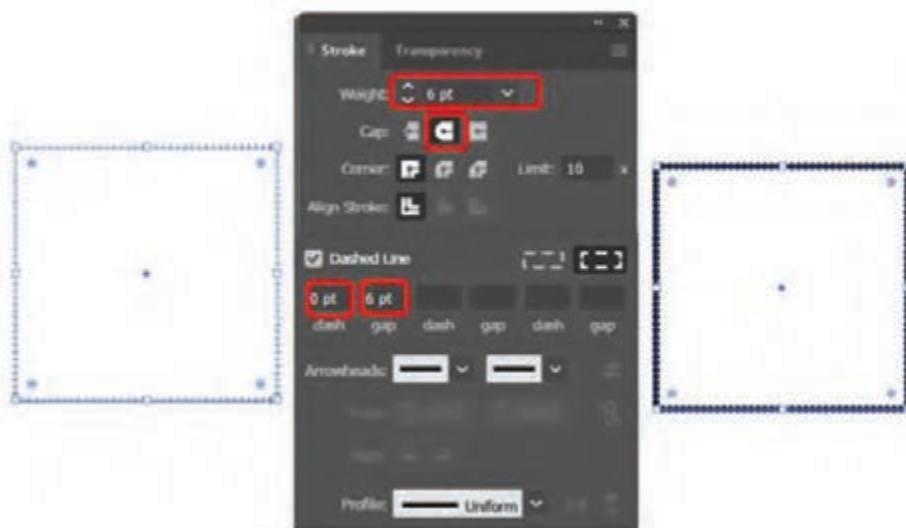 Stroke Transparency
Weight: 6 pt
Cap:
Corner: Limit: 10 x
Align Stroke:
Dashed Line
0 pt 6 pt
dash gap dash gap dash gap
Arrowheads:
Profile: Uniform